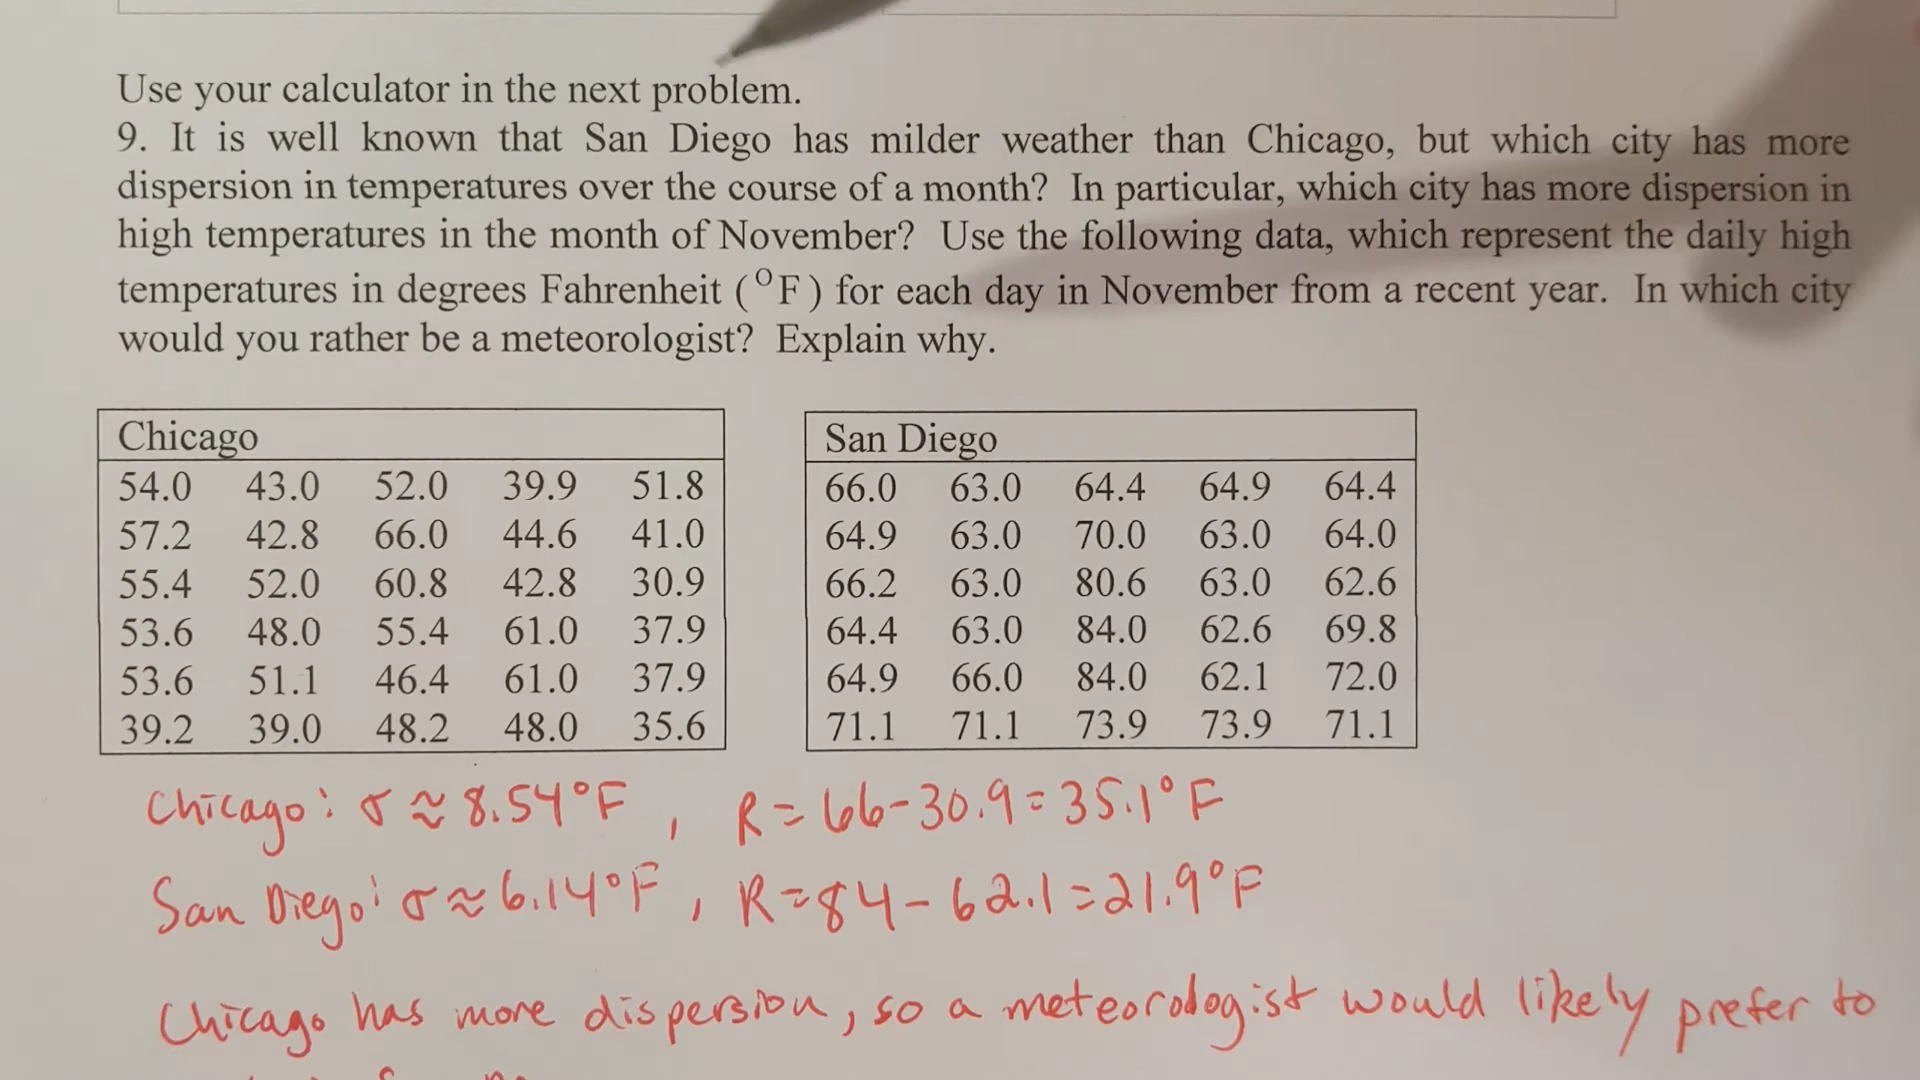 Use your calculator in the next problem.
9. It is well known that San Diego has milder weather than Chicago, but which city has more
dispersion in temperatures over the course of a month? In particular, which city has more dispersion in
high temperatures in the month of November? Use the following data, which represent the daily high
temperatures in degrees Fahrenheit (°F) for each day in November from a recent year. In which city
would you rather be a meteorologist? Explain why.
Chicago
54.0 43.0 52.0 39.9 51.8
57.2 42.8 66.0 44.6 41.0
55.4 52.0 60.8 42.8 30.9
53.6 48.0 55.4 61.0 37.9
53.6 51.1 46.4 61.0 37.9
39.2 39.0 48.2 48.0 35.6
San Diego
66.0 63.0 64.4 64.9 64.4
64.9 63.0 70.0 63.0 64.0
66.2 63.0 80.6 63.0 62.6
64.4 63.0 84.0 62.6 69.8
64.9 66.0 84.0 62.1 72.0
71.1 71.1 73.9 73.9 71.1
Chicago: σ ≈ 8.54°F , R = 66-30.9 = 35.1°F
San Diego: σ ≈ 6.14°F , R = 84 - 62.1 = 21.9°F
Chicago has more dispersion, so a meteorologist would likely prefer to